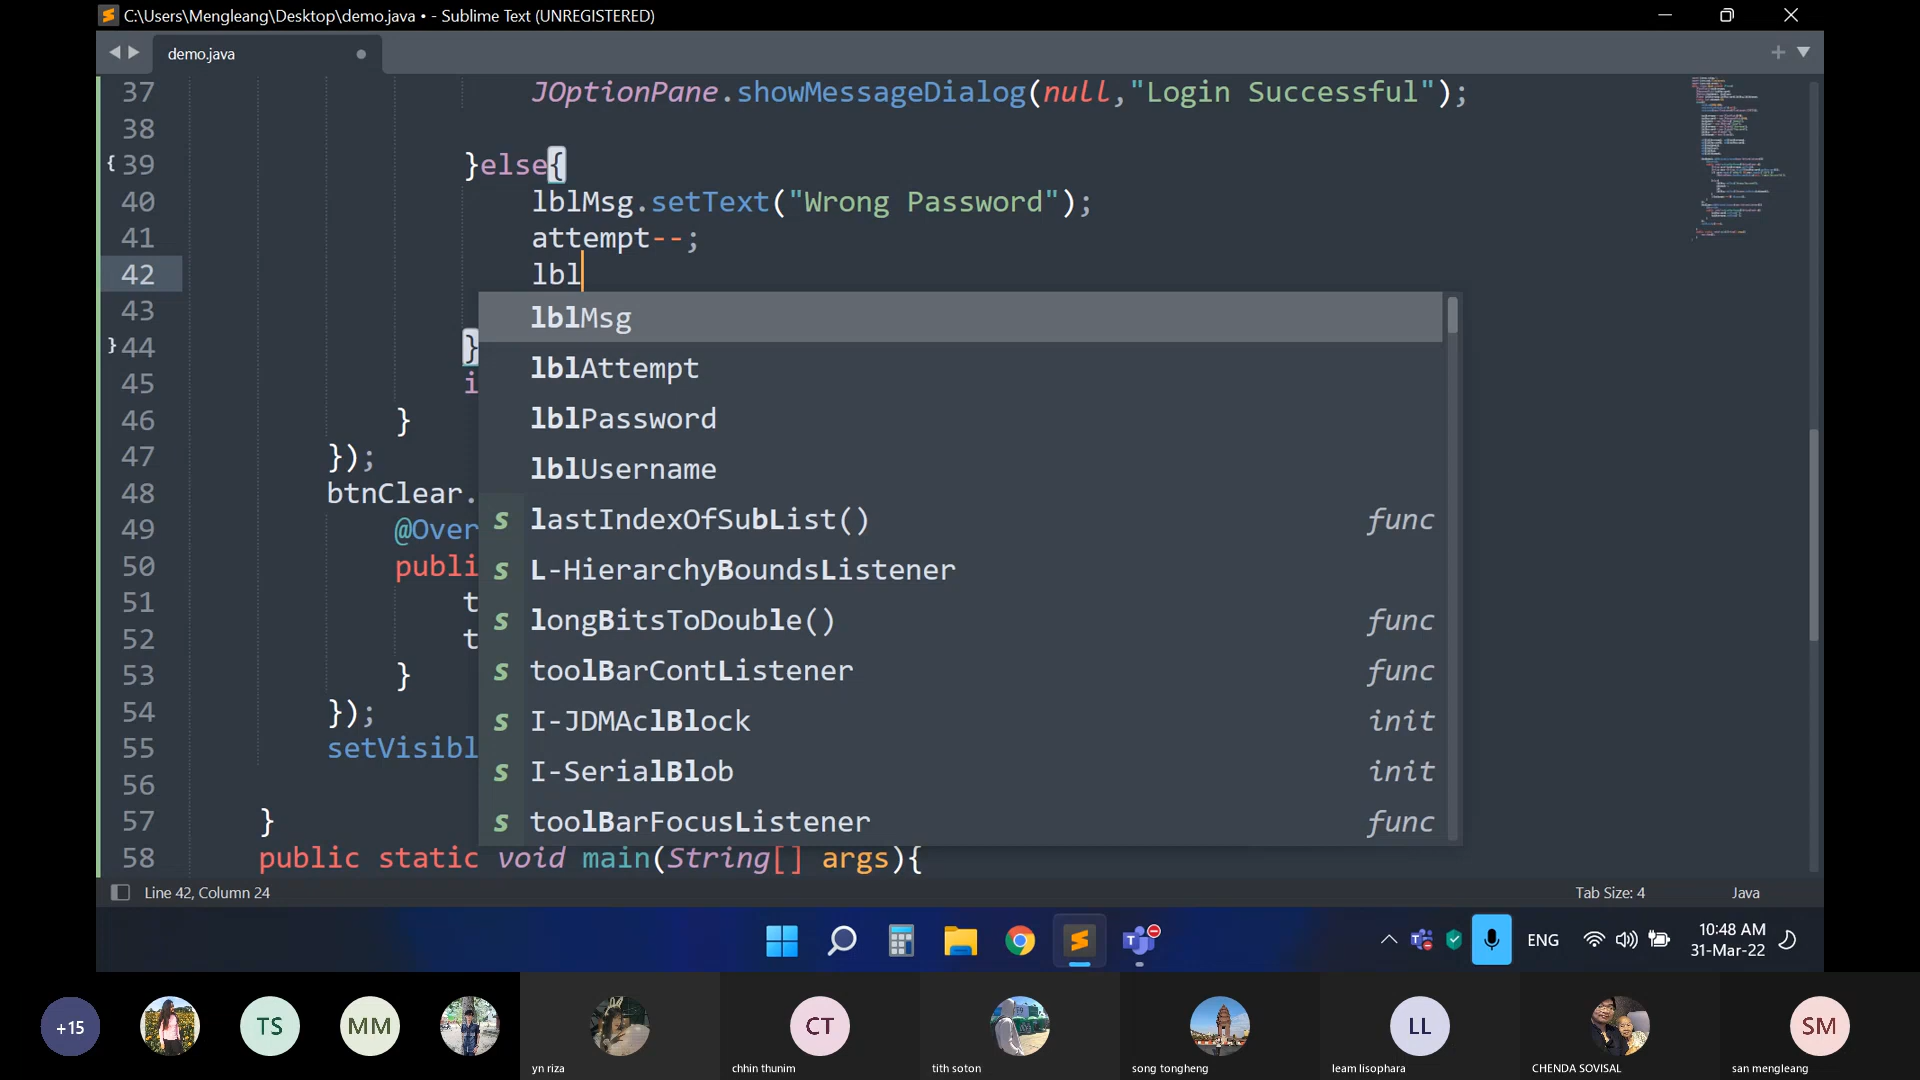 C:\Users\Mengleang\Desktop\demo.java • - Sublime Text (UNREGISTERED)
demo.java
37 JOptionPane.showMessageDialog(null,"Login Successful");
38
39 }else{
40 lblMsg.setText("Wrong Password");
41 attempt--;
42 lbl
43 lblMsg
44 }
lblAttempt
45 i
46 }
lblPassword
47 });
lblUsername
48 btnClear.
lastIndexOfSubList() func
49 @Over
50 publi
L-HierarchyBoundsListener
51 t
longBitsToDouble() func
52 t
53 }
toolBarContListener func
54 });
I-JDMAclBlock init
55 setVisibl
I-SerialBlob init
56
57 }
toolBarFocusListener func
58 public static void main(String[] args){
Line 42, Column 24
Tab Size: 4
Java
ENG
10:48 AM
31-Mar-22
+15
TS
MM
CT
LL
SM
yn riza
chhin thunim
tith soton
song tongheng
leam lisophara
CHENDA SOVISAL
san mengleang